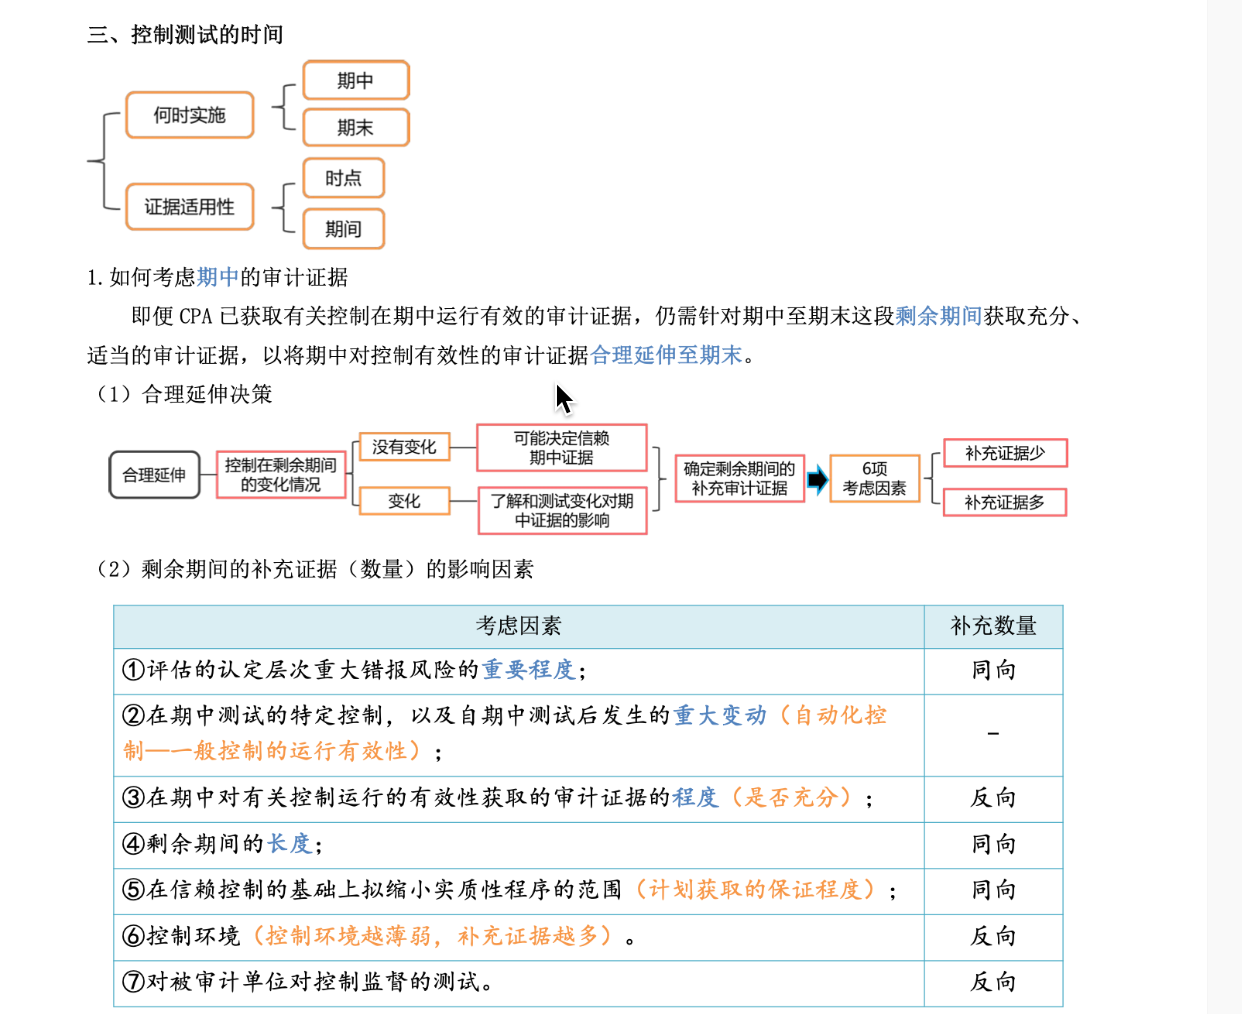 三、控制测试的时间
何时实施
期中
期末
证据适用性
时点
期间
1.如何考虑期中的审计证据
即便 CPA 已获取有关控制在期中运行有效的审计证据，仍需针对期中至期末这段剩余期间获取充分、
适当的审计证据，以将期中对控制有效性的审计证据合理延伸至期末。
（1）合理延伸决策
合理延伸
控制在剩余期间
的变化情况
没有变化
可能决定信赖
期中证据
变化
了解和测试变化对期
中证据的影响
确定剩余期间的
补充审计证据
6项
考虑因素
补充证据少
补充证据多
（2）剩余期间的补充证据（数量）的影响因素
考虑因素 补充数量
①评估的认定层次重大错报风险的重要程度； 同向
②在期中测试的特定控制，以及自期中测试后发生的重大变动（自动化控
制—一般控制的运行有效性）； –
③在期中对有关控制运行的有效性获取的审计证据的程度（是否充分）； 反向
④剩余期间的长度； 同向
⑤在信赖控制的基础上拟缩小实质性程序的范围（计划获取的保证程度）； 同向
⑥控制环境（控制环境越薄弱，补充证据越多）。 反向
⑦对被审计单位对控制监督的测试。 反向